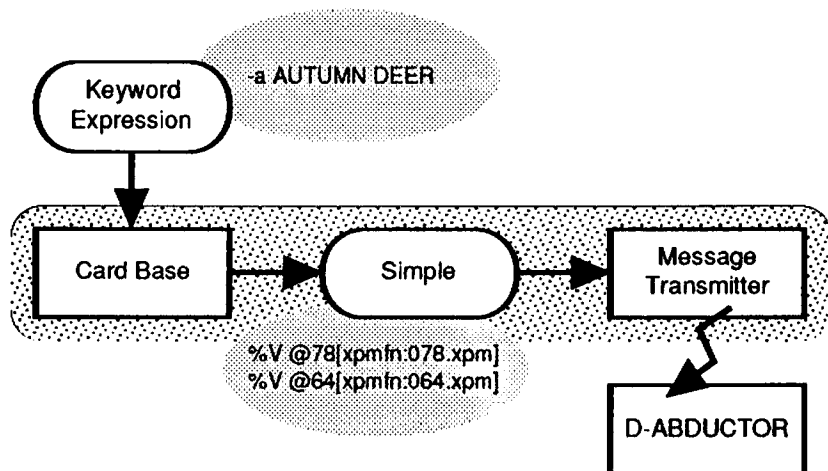 Keyword
Expression
-a AUTUMN DEER
Card Base
Simple
Message
Transmitter
%V @78[xpmfn:078.xpm]
%V @64[xpmfn:064.xpm]
D-ABDUCTOR